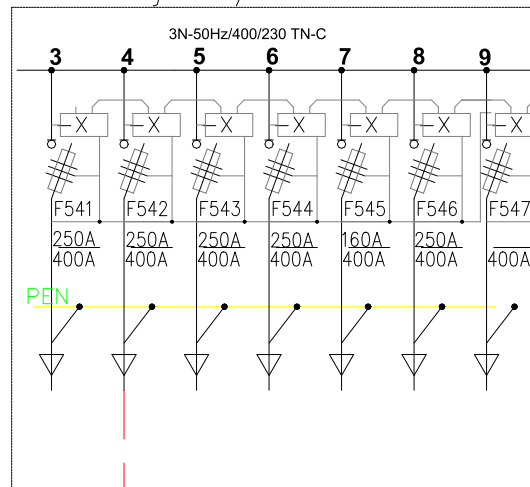 3N-50Hz/400/230 TN-C
3 4 5 6 7 8 9
X X X X X X X
F541 F542 F543 F544 F545 F546 F547
250A 250A 250A 250A 160A 250A
400A 400A 400A 400A 400A 400A 400A
PEN